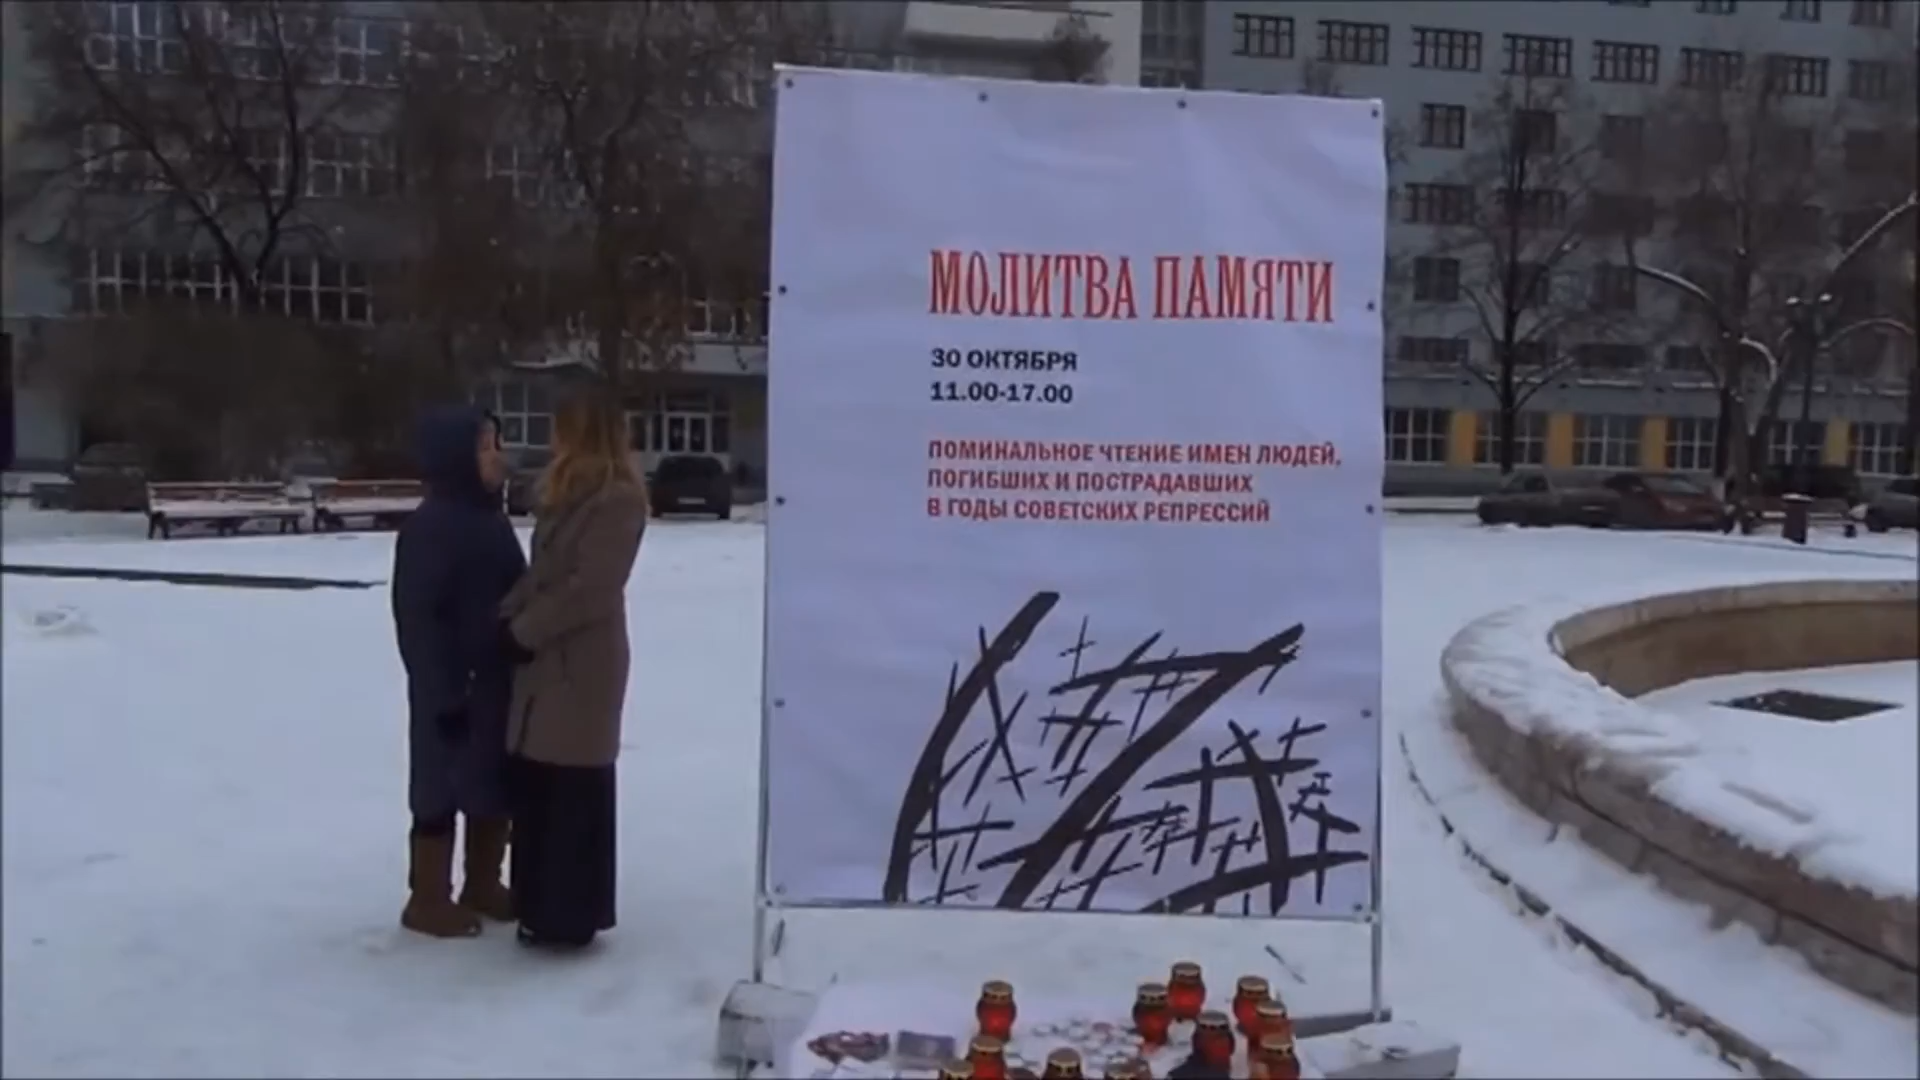 МОЛИТВА ПАМЯТИ
30 ОКТЯБРЯ
11.00-17.00
ПОМИНАЛЬНОЕ ЧТЕНИЕ ИМЕН ЛЮДЕЙ,
ПОГИБШИХ И ПОСТРАДАВШИХ
В ГОДЫ СОВЕТСКИХ РЕПРЕССИЙ